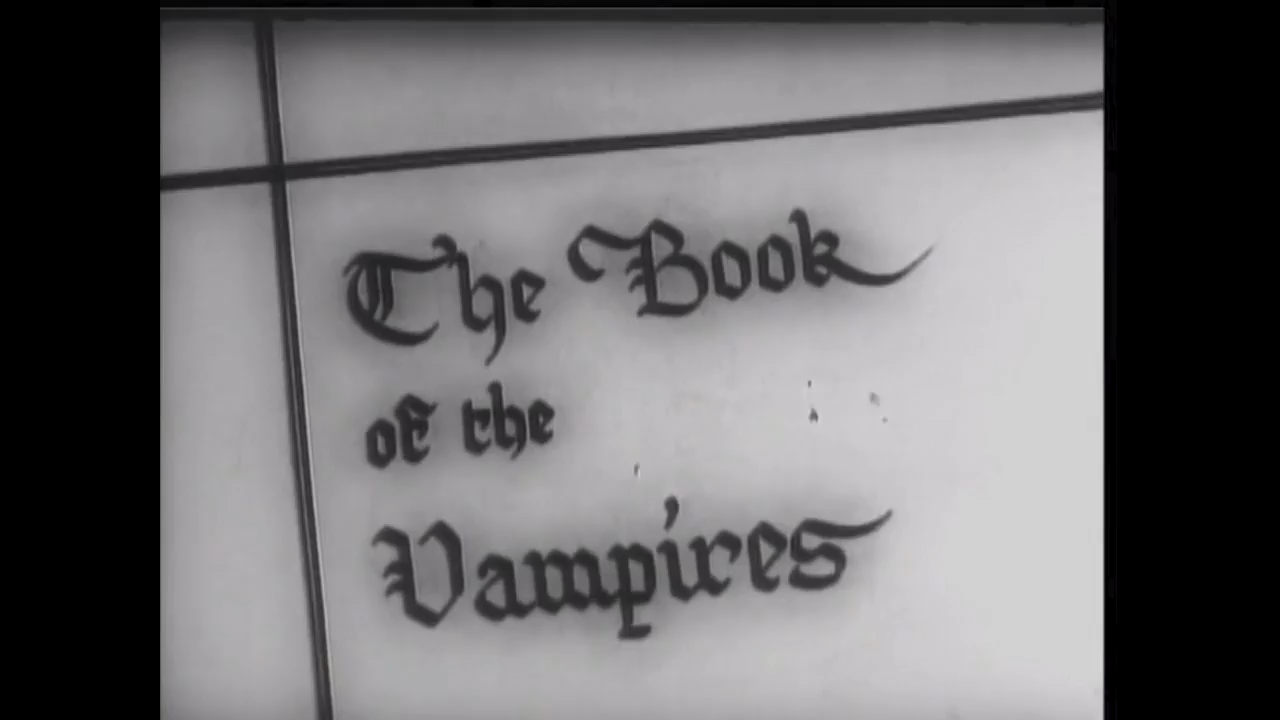 The Book
of the
Vampires